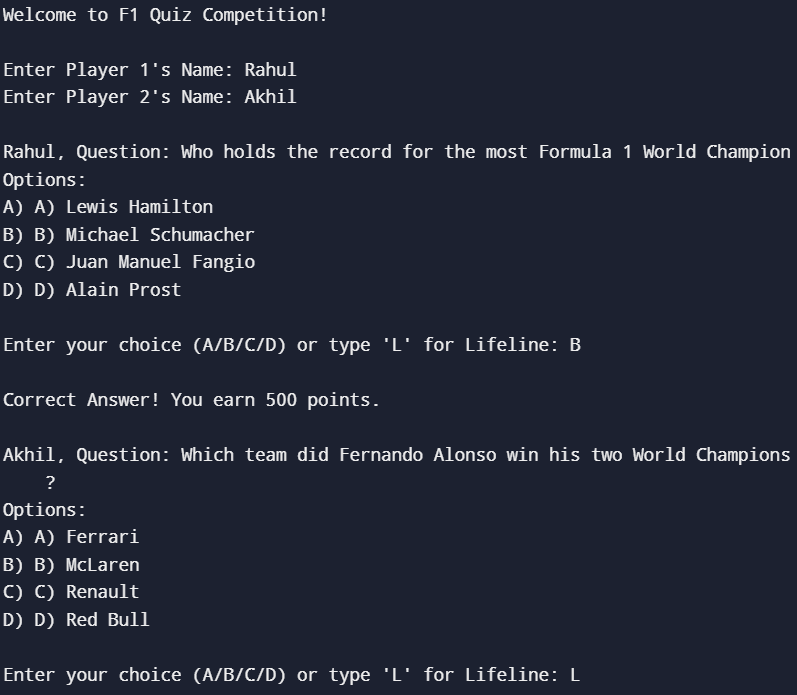 Welcome to F1 Quiz Competition!
Enter Player 1's Name: Rahul
Enter Player 2's Name: Akhil
Rahul, Question: Who holds the record for the most Formula 1 World Champion
Options:
A) A) Lewis Hamilton
B) B) Michael Schumacher
C) C) Juan Manuel Fangio
D) D) Alain Prost
Enter your choice (A/B/C/D) or type 'L' for Lifeline: B
Correct Answer! You earn 500 points.
Akhil, Question: Which team did Fernando Alonso win his two World Champions
?
Options:
A) A) Ferrari
B) B) McLaren
C) C) Renault
D) D) Red Bull
Enter your choice (A/B/C/D) or type 'L' for Lifeline: L